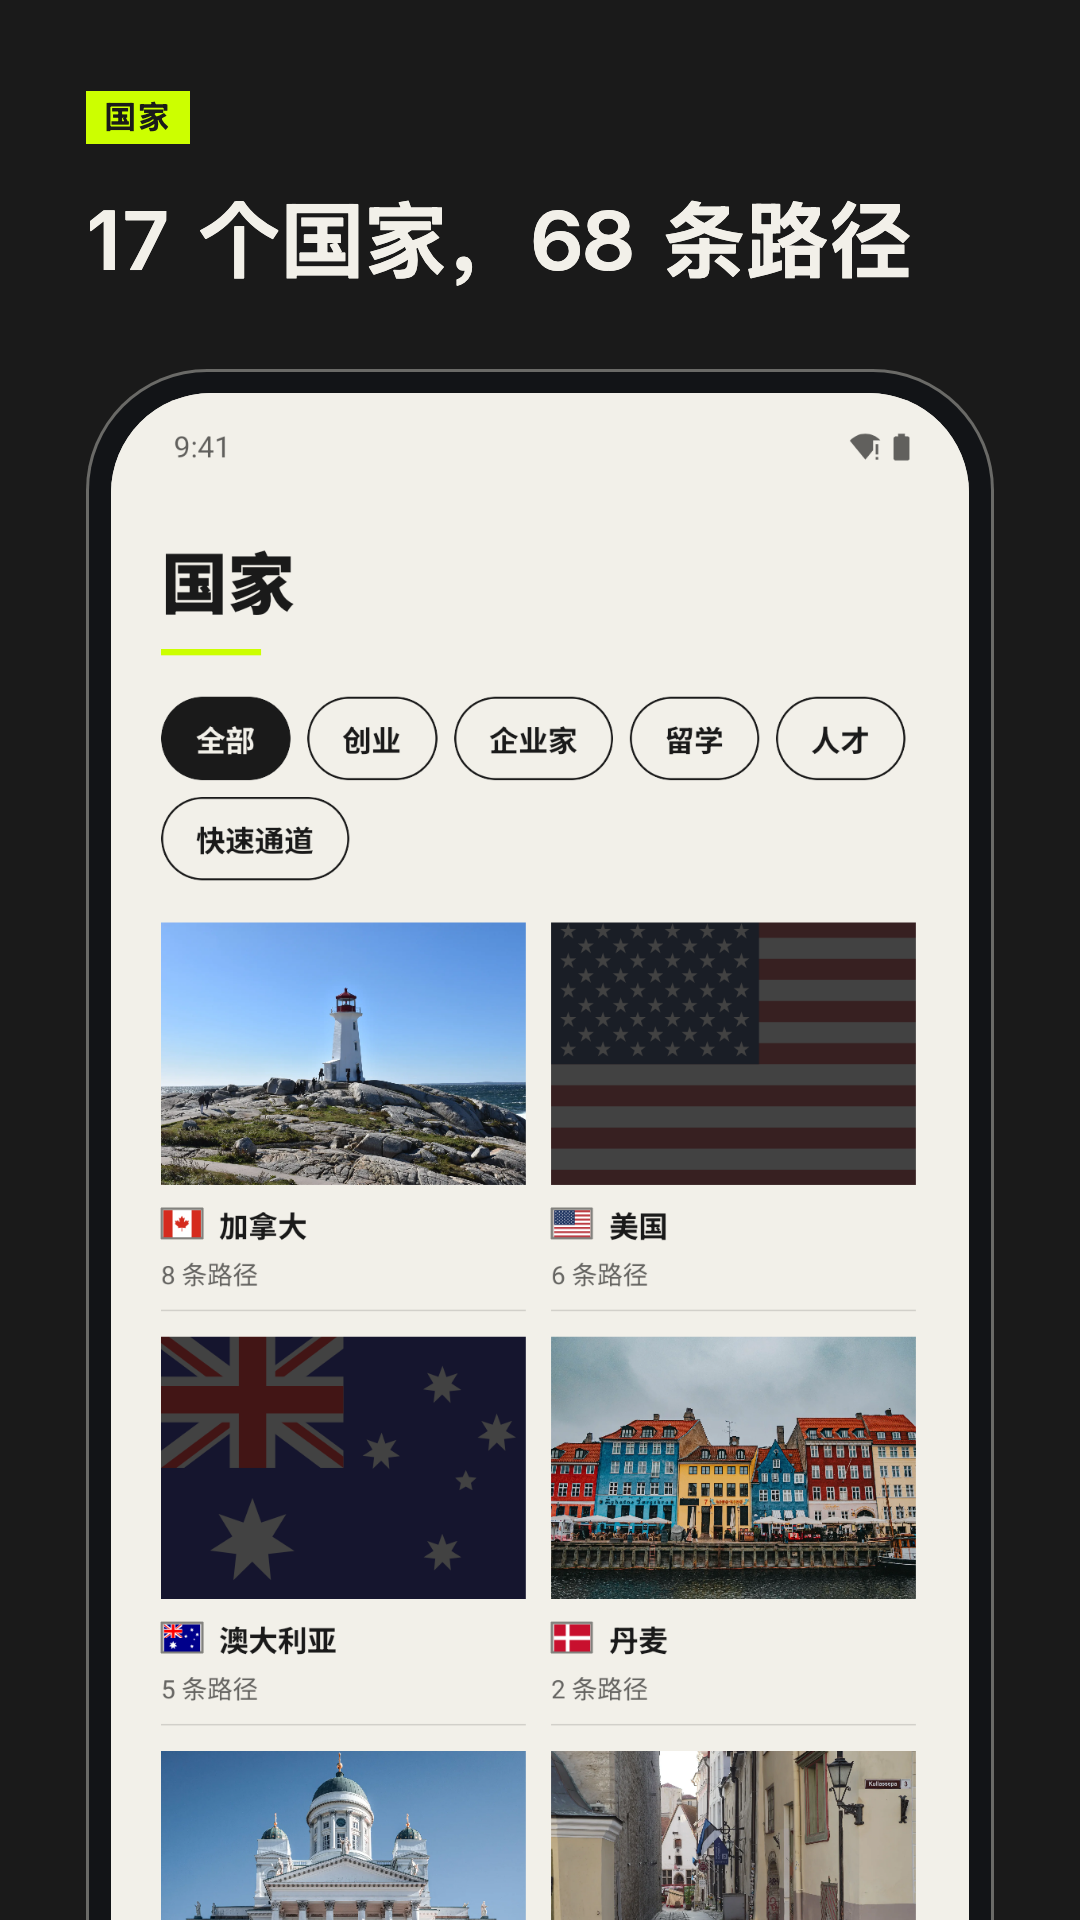 国家
17 个国家，68 条路径
9:41
国家
全部
创业
企业家
留学
人才
快速通道
加拿大
美国
8 条路径
6 条路径
澳大利亚
丹麦
5 条路径
2 条路径
Kullassepa 3